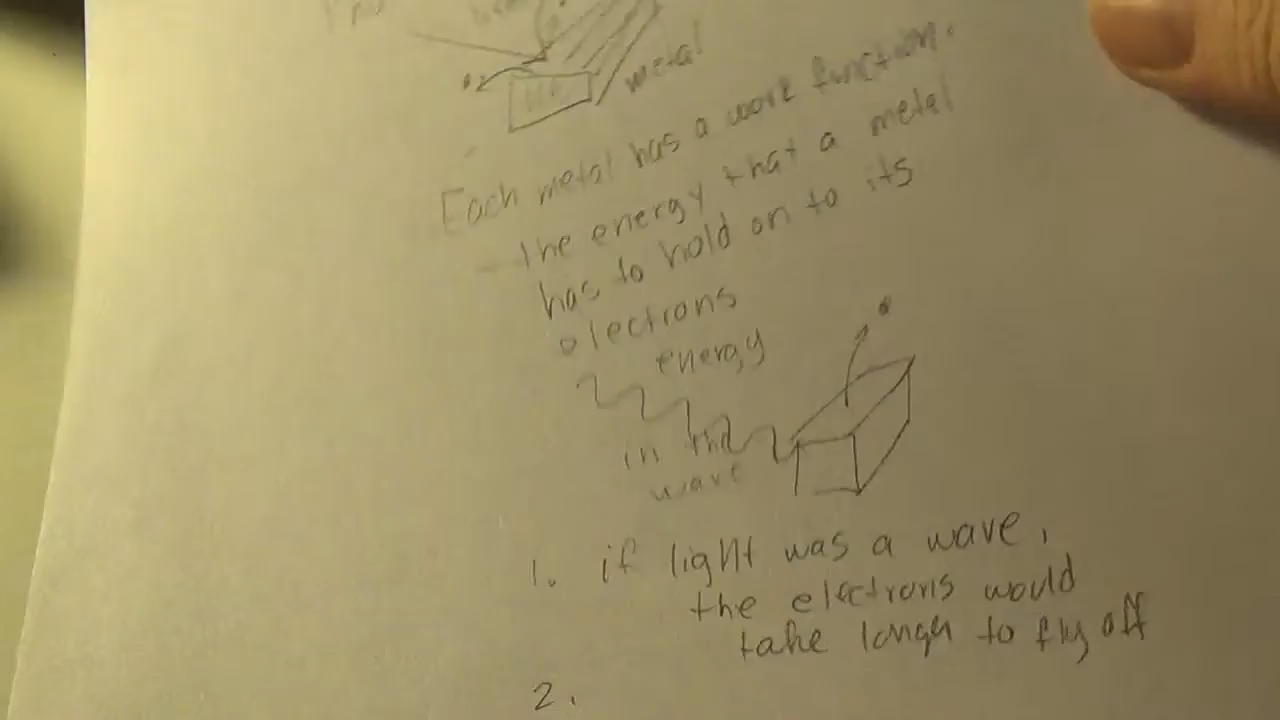 metal
Each metal has a work function.
- the energy that a metal
has to hold on to its
electrons
energy
in the
wave
1. if light was a wave,
the electrons would
take longer to fly off
2.